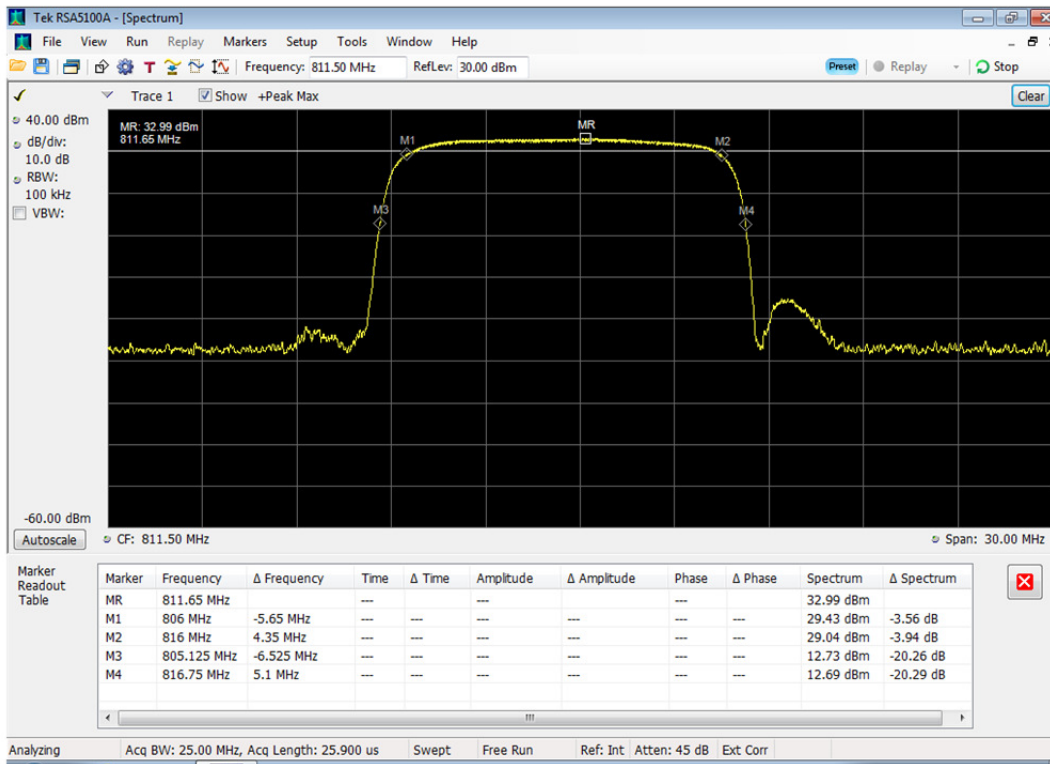 Tek RSA5100A - [Spectrum]
File View Run Replay Markers Setup Tools Window Help
Frequency: 811.50 MHz RefLev: 30.00 dBm Preset Replay Stop
Trace 1 Show +Peak Max Clear
40.00 dBm
dB/div:
10.0 dB
RBW:
100 kHz
VBW:
MR: 32.99 dBm
811.65 MHz
M1
MR
M2
M3
M4
-60.00 dBm
Autoscale CF: 811.50 MHz Span: 30.00 MHz
Marker
Readout
Table
Marker Frequency Δ Frequency Time Δ Time Amplitude Δ Amplitude Phase Δ Phase Spectrum Δ Spectrum
MR 811.65 MHz --- --- --- 32.99 dBm
M1 806 MHz -5.65 MHz --- --- --- --- --- --- 29.43 dBm -3.56 dB
M2 816 MHz 4.35 MHz --- --- --- --- --- --- 29.04 dBm -3.94 dB
M3 805.125 MHz -6.525 MHz --- --- --- --- --- --- 12.73 dBm -20.26 dB
M4 816.75 MHz 5.1 MHz --- --- --- --- --- --- 12.69 dBm -20.29 dB
Analyzing Acq BW: 25.00 MHz, Acq Length: 25.900 us Swept Free Run Ref: Int Atten: 45 dB Ext Corr